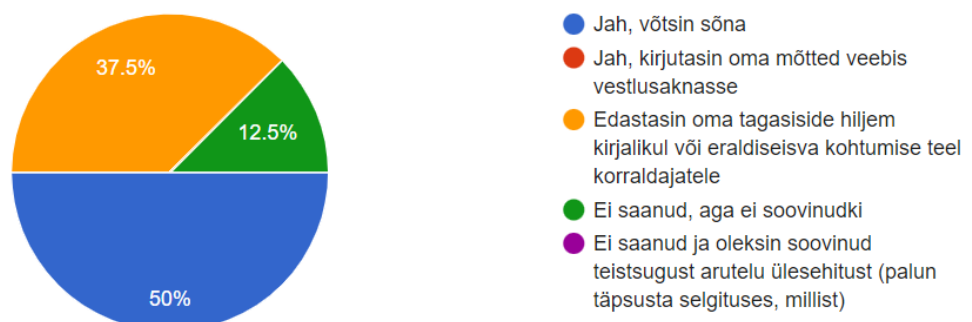 37.5%
12.5%
50%
Jah, võtsin sõna
Jah, kirjutasin oma mõtted veebis
vestlusaknasse
Edastasin oma tagasiside hiljem
kirjalikul või eraldiseisva kohtumise teel
korraldajatele
Ei saanud, aga ei soovinudki
Ei saanud ja oleksin soovinud
teistsugust arutelu ülesehitust (palun
täpsusta selgituses, millist)